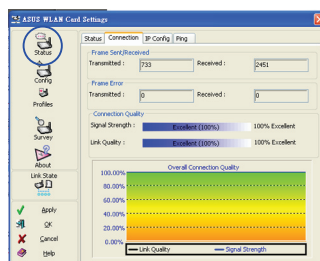 ASUS WLAN Card Settings
Status
Config
Profiles
Survey
About
Link State
Apply
OK
Cancel
Help
Status Connection IP Config Ping
Frame Sent/Received
Transmitted : 733 Received : 2451
Frame Error
Transmitted : 0 Received : 0
Connection Quality
Signal Strength : Excellent (100%) 100% Excellent
Link Quality : Excellent (100%) 100% Excellent
Overall Connection Quality
100.00%
80.00%
60.00%
40.00%
20.00%
0.00%
Link Quality Signal Strength